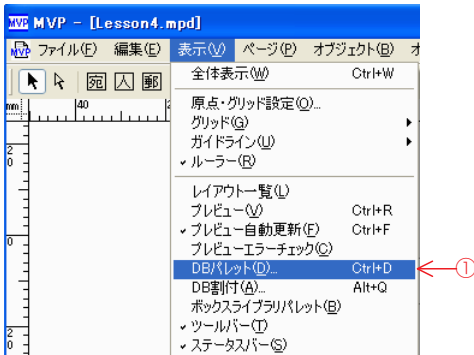 MVP MVP - [Lesson4.mpd]
MVP ファイル(F) 編集(E) 表示(V) ページ(P) オブジェクト(B)
宛 人 郵
全体表示(W) Ctrl+W
mm 40
原点・グリッド設定(O)...
グリッド(G)
ガイドライン(U)
ルーラー(R)
20
レイアウト一覧(L)
プレビュー(V) Ctrl+R
プレビュー自動更新(F) Ctrl+F
0
プレビューエラーチェック(C)
DBパレット(D)... Ctrl+D ①
DB割付(A)... Alt+Q
ボックスライブラリパレット(B)
ツールバー(T)
20
ステータスバー(S)